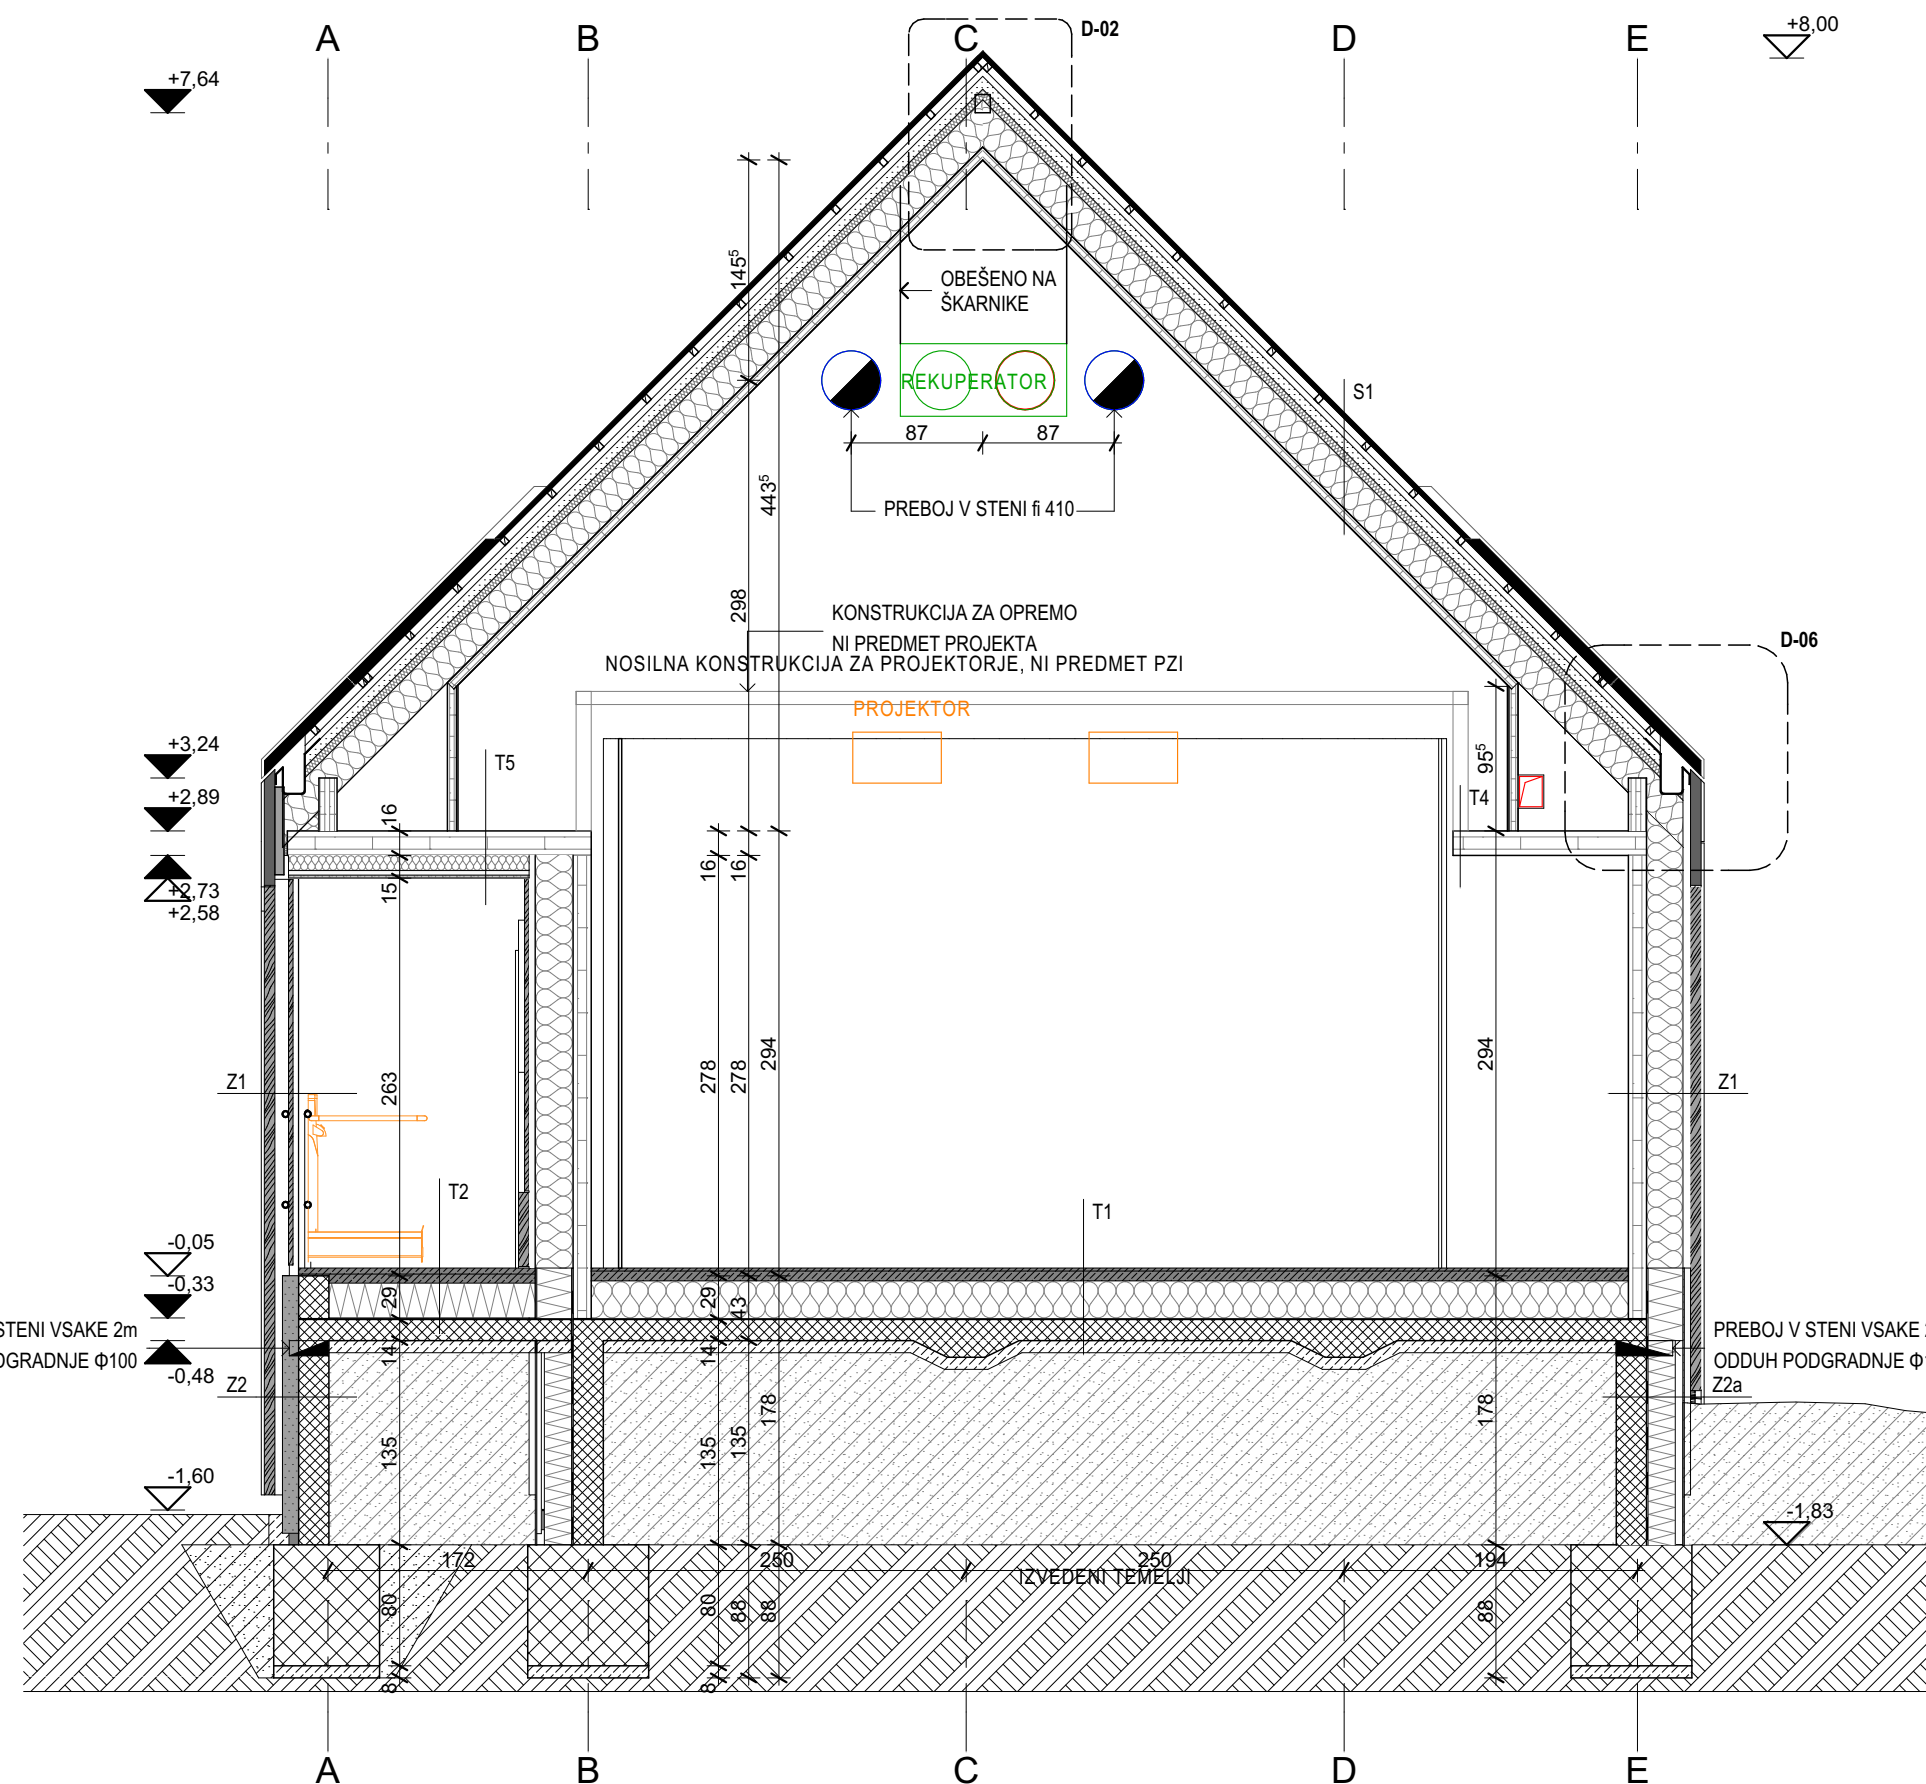 A
B
C
D
E
D-02
+8,00
+7,64
OBEŠENO NA
ŠKARNIKE
145⁵
REKUPERATOR
S1
87
87
443⁵
PREBOJ V STENI fi 410
298
KONSTRUKCIJA ZA OPREMO
NI PREDMET PROJEKTA
NOSILNA KONSTRUKCIJA ZA PROJEKTORJE, NI PREDMET PZI
D-06
PROJEKTOR
+3,24
T5
95⁵
+2,89
T4
16
16
16
15
+2,73
+2,58
Z1
263
278
278
294
294
Z1
T2
T1
-0,05
-0,33
29
29
43
STENI VSAKE 2m
DGRADNJE Φ100
14
14
PREBOJ V STENI VSAKE
ODDUH PODGRADNJE Φ
-0,48
Z2
Z2a
135
135
135
178
178
-1,60
-1,83
172
250
250
194
IZVEDENI TEMELJI
80
80
88
88
88
8
8
A
B
C
D
E